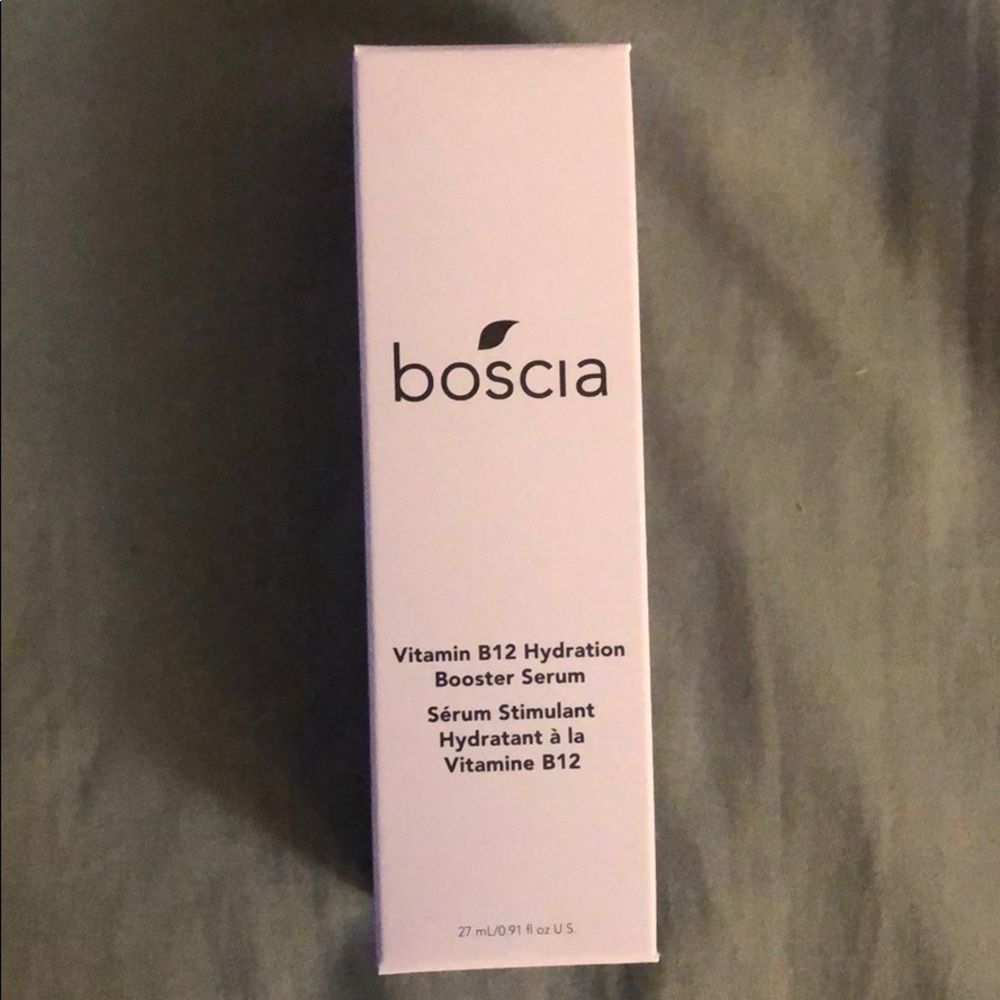 boscia
Vitamin B12 Hydration
Booster Serum
Sérum Stimulant
Hydratant à la
Vitamine B12
27 mL/0.91 fl oz U.S.